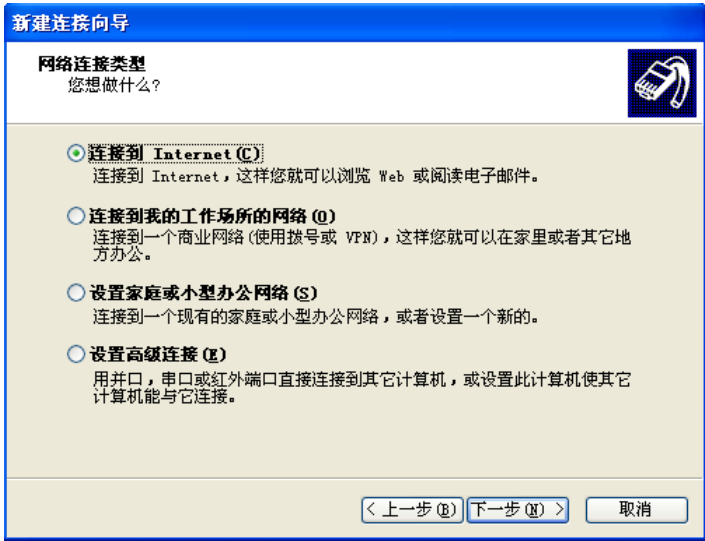 新建连接向导
网络连接类型
您想做什么?
连接到 Internet(C)
连接到 Internet，这样您就可以浏览 Web 或阅读电子邮件。
连接到我的工作场所的网络(O)
连接到一个商业网络(使用拨号或 VPN)，这样您就可以在家里或者其它地
方办公。
设置家庭或小型办公网络(S)
连接到一个现有的家庭或小型办公网络，或者设置一个新的。
设置高级连接(E)
用并口，串口或红外端口直接连接到其它计算机，或设置此计算机使其它
计算机能与它连接。
< 上一步(B) 下一步(N) > 取消